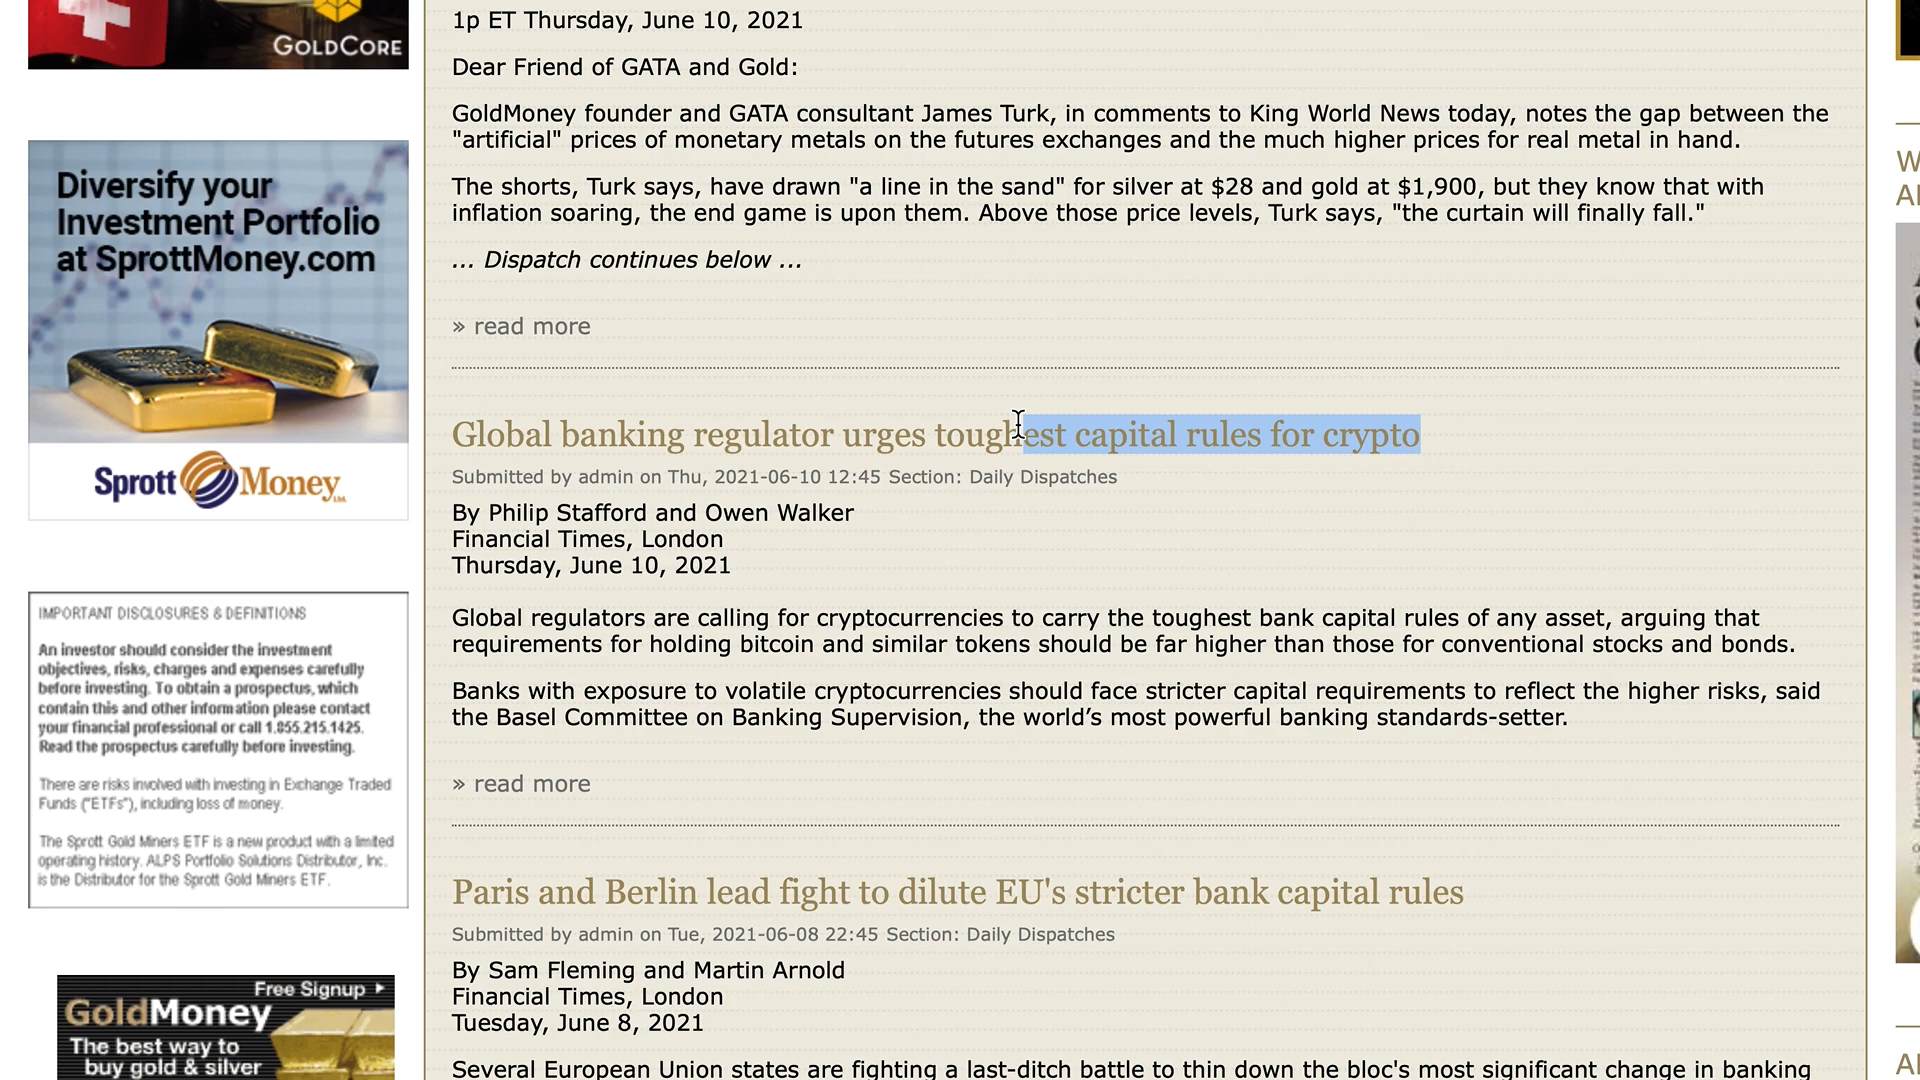 GOLDCORE
Diversify your
Investment Portfolio
at SprottMoney.com
Sprott Money Ltd.
IMPORTANT DISCLOSURES & DEFINITIONS
An investor should consider the investment
objectives, risks, charges and expenses carefully
before investing. To obtain a prospectus, which
contain this and other information please contact
your financial professional or call 1.855.215.1425.
Read the prospectus carefully before investing.
There are risks involved with investing in Exchange Traded
Funds ("ETFs"), including loss of money.
The Sprott Gold Miners ETF is a new product with a limited
operating history. ALPS Portfolio Solutions Distributor, Inc.
is the Distributor for the Sprott Gold Miners ETF.
Free Signup
GoldMoney
The best way to
buy gold & silver
1p ET Thursday, June 10, 2021
Dear Friend of GATA and Gold:
GoldMoney founder and GATA consultant James Turk, in comments to King World News today, notes the gap between the
"artificial" prices of monetary metals on the futures exchanges and the much higher prices for real metal in hand.
The shorts, Turk says, have drawn "a line in the sand" for silver at $28 and gold at $1,900, but they know that with
inflation soaring, the end game is upon them. Above those price levels, Turk says, "the curtain will finally fall."
... Dispatch continues below ...
» read more
Global banking regulator urges toughest capital rules for crypto
Submitted by admin on Thu, 2021-06-10 12:45 Section: Daily Dispatches
By Philip Stafford and Owen Walker
Financial Times, London
Thursday, June 10, 2021
Global regulators are calling for cryptocurrencies to carry the toughest bank capital rules of any asset, arguing that
requirements for holding bitcoin and similar tokens should be far higher than those for conventional stocks and bonds.
Banks with exposure to volatile cryptocurrencies should face stricter capital requirements to reflect the higher risks, said
the Basel Committee on Banking Supervision, the world’s most powerful banking standards-setter.
» read more
Paris and Berlin lead fight to dilute EU's stricter bank capital rules
Submitted by admin on Tue, 2021-06-08 22:45 Section: Daily Dispatches
By Sam Fleming and Martin Arnold
Financial Times, London
Tuesday, June 8, 2021
Several European Union states are fighting a last-ditch battle to thin down the bloc's most significant change in banking